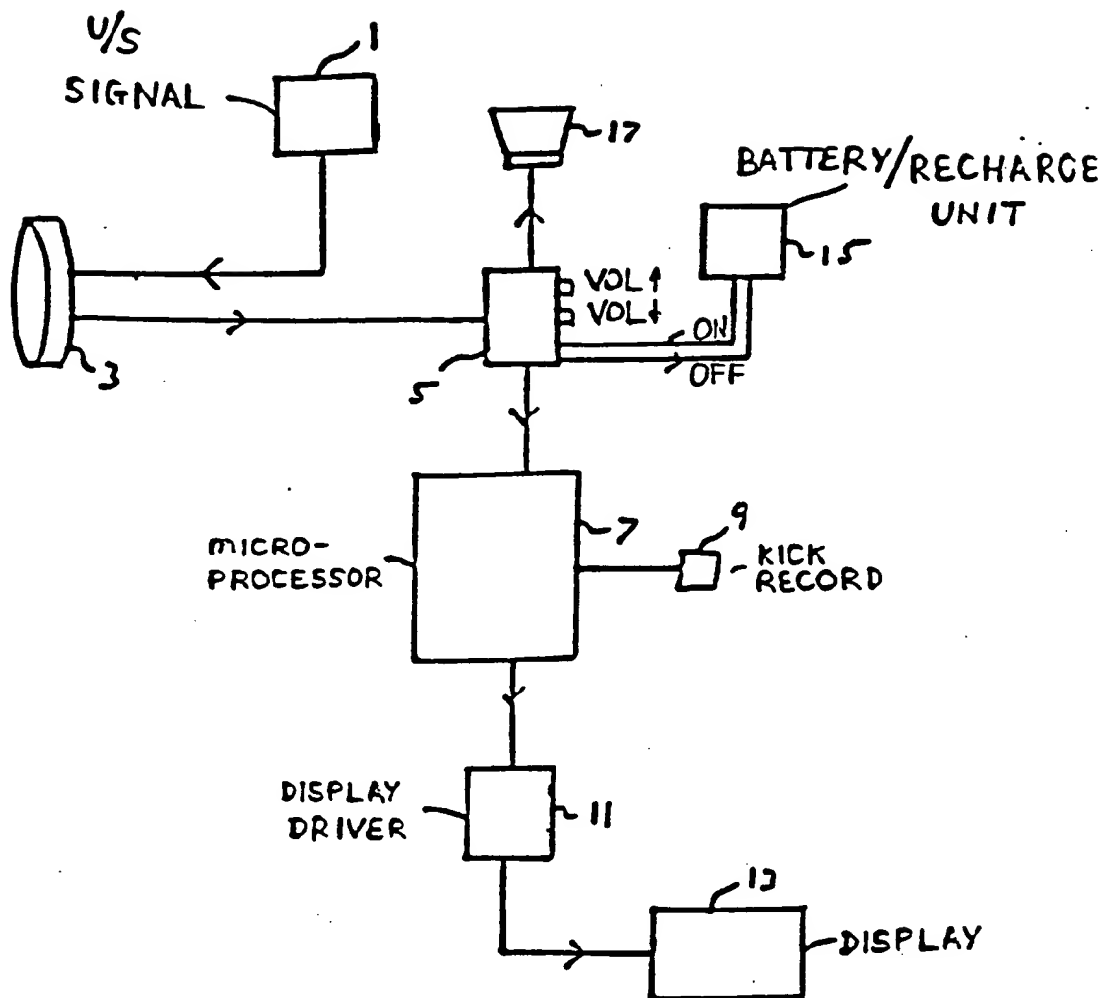 U/S
SIGNAL
1
17
BATTERY/RECHARGE
UNIT
15
VOL↑
VOL↓
ON
OFF
3
5
7
9
MICRO-
PROCESSOR
KICK
RECORD
DISPLAY
DRIVER
11
13
DISPLAY